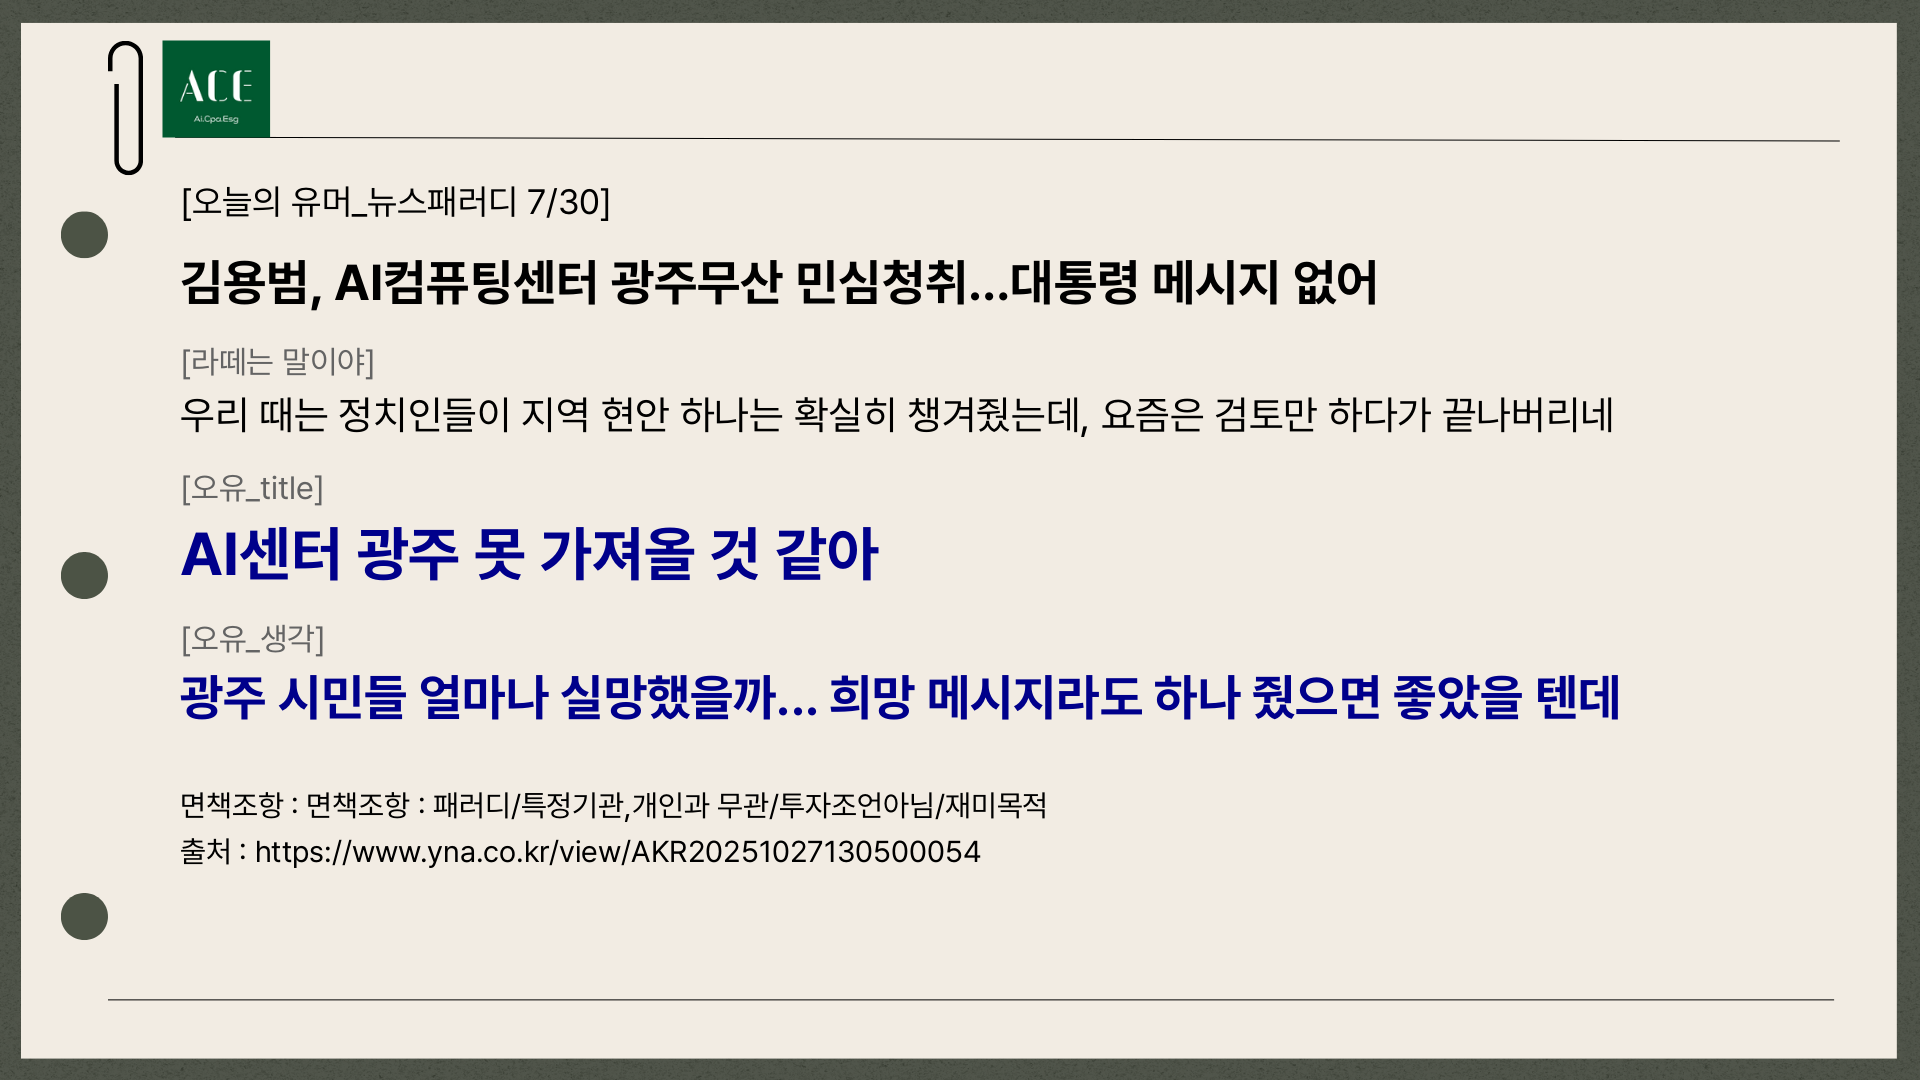 ACE
Ai.Cpa.Esg
[오늘의 유머_뉴스패러디 7/30]
김용범, AI컴퓨팅센터 광주무산 민심청취...대통령 메시지 없어
[라떼는 말이야]
우리 때는 정치인들이 지역 현안 하나는 확실히 챙겨줬는데, 요즘은 검토만 하다가 끝나버리네
[오유_title]
AI센터 광주 못 가져올 것 같아
[오유_생각]
광주 시민들 얼마나 실망했을까... 희망 메시지라도 하나 줬으면 좋았을 텐데
면책조항 : 면책조항 : 패러디/특정기관,개인과 무관/투자조언아님/재미목적
출처 : https://www.yna.co.kr/view/AKR20251027130500054